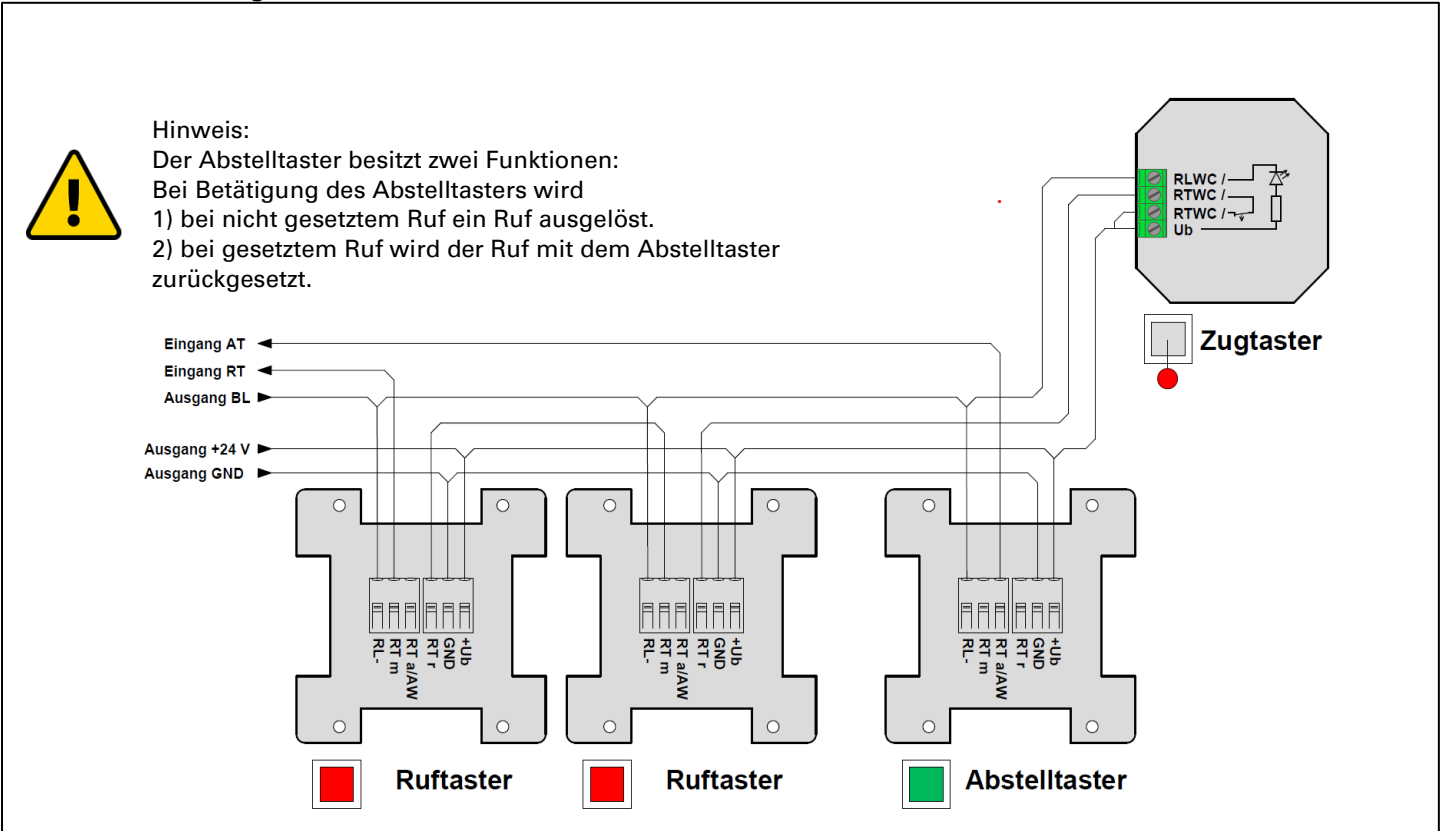 Hinweis:
Der Abstelltaster besitzt zwei Funktionen:
Bei Betätigung des Abstelltasters wird
1) bei nicht gesetztem Ruf ein Ruf ausgelöst.
2) bei gesetztem Ruf wird der Ruf mit dem Abstelltaster
zurückgesetzt.
RLWC /
RTWC /
RTWC /
Ub
Zugtaster
Eingang AT
Eingang RT
Ausgang BL
Ausgang +24 V
Ausgang GND
RL-
RT m
RT a/AW
RT r
GND
+Ub
RL-
RT m
RT a/AW
RT r
GND
+Ub
RL-
RT m
RT a/AW
RT r
GND
+Ub
Ruftaster
Ruftaster
Abstelltaster